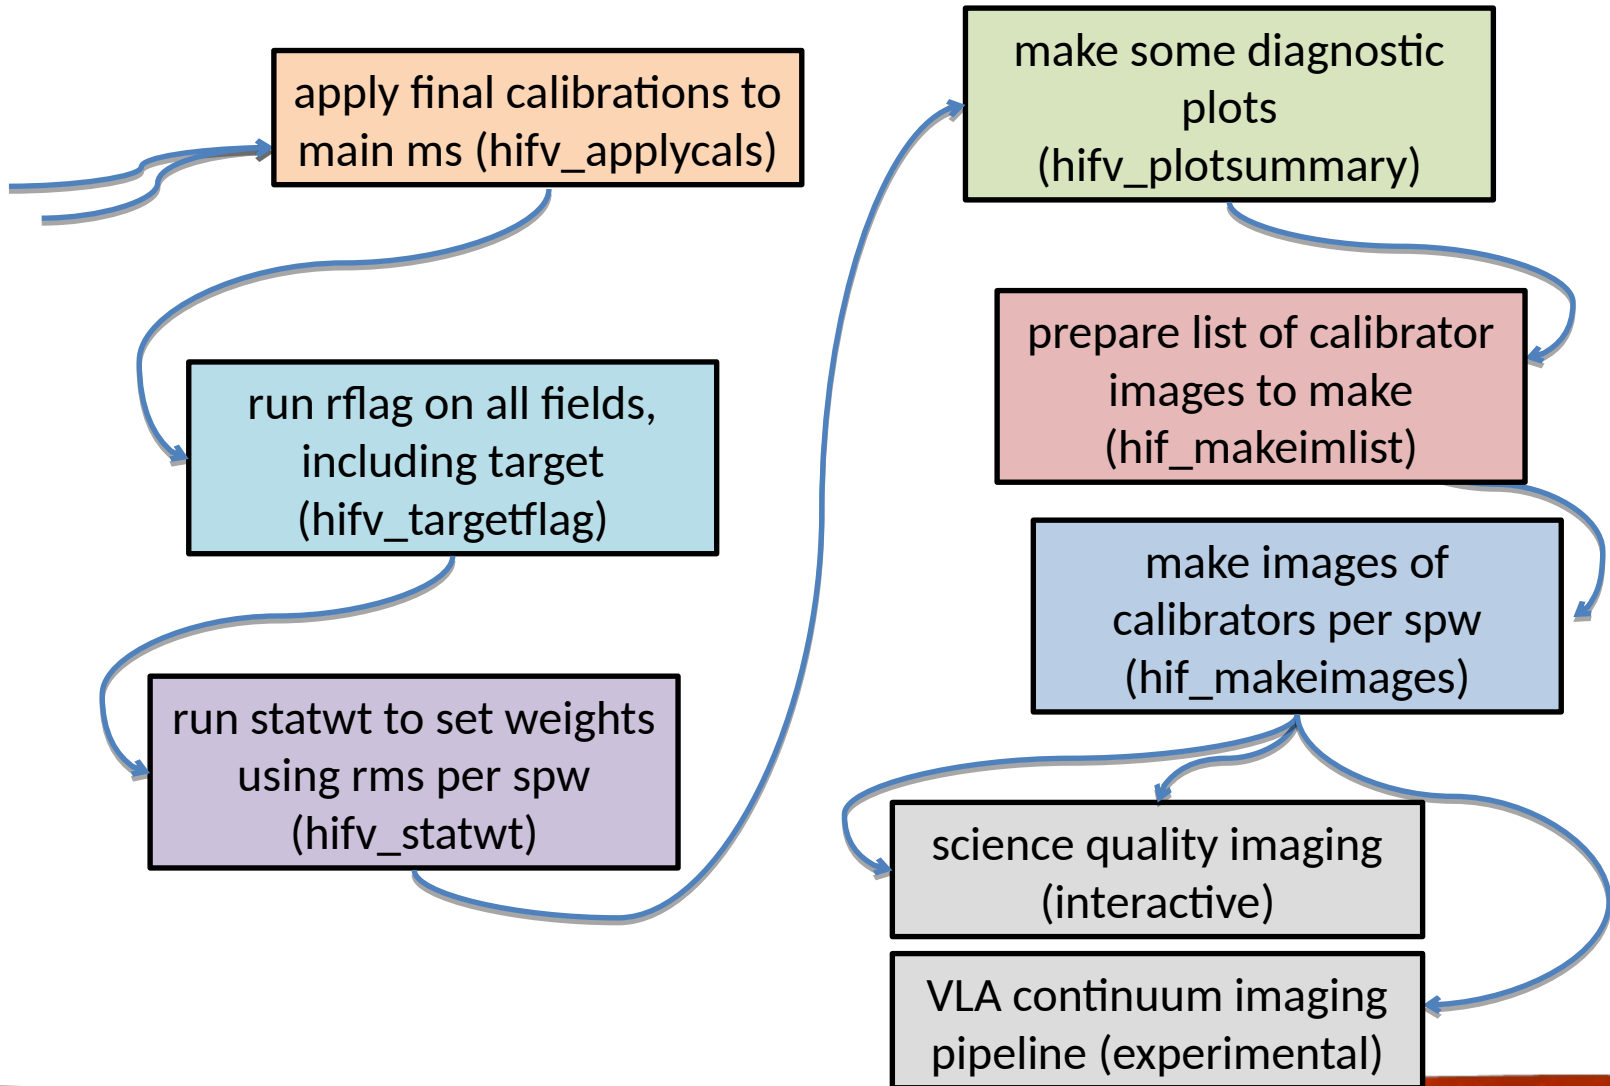 apply final calibrations to
main ms (hifv_applycals)
run rflag on all fields,
including target
(hifv_targetflag)
run statwt to set weights
using rms per spw
(hifv_statwt)
make some diagnostic
plots
(hifv_plotsummary)
prepare list of calibrator
images to make
(hif_makeimlist)
make images of
calibrators per spw
(hif_makeimages)
science quality imaging
(interactive)
VLA continuum imaging
pipeline (experimental)